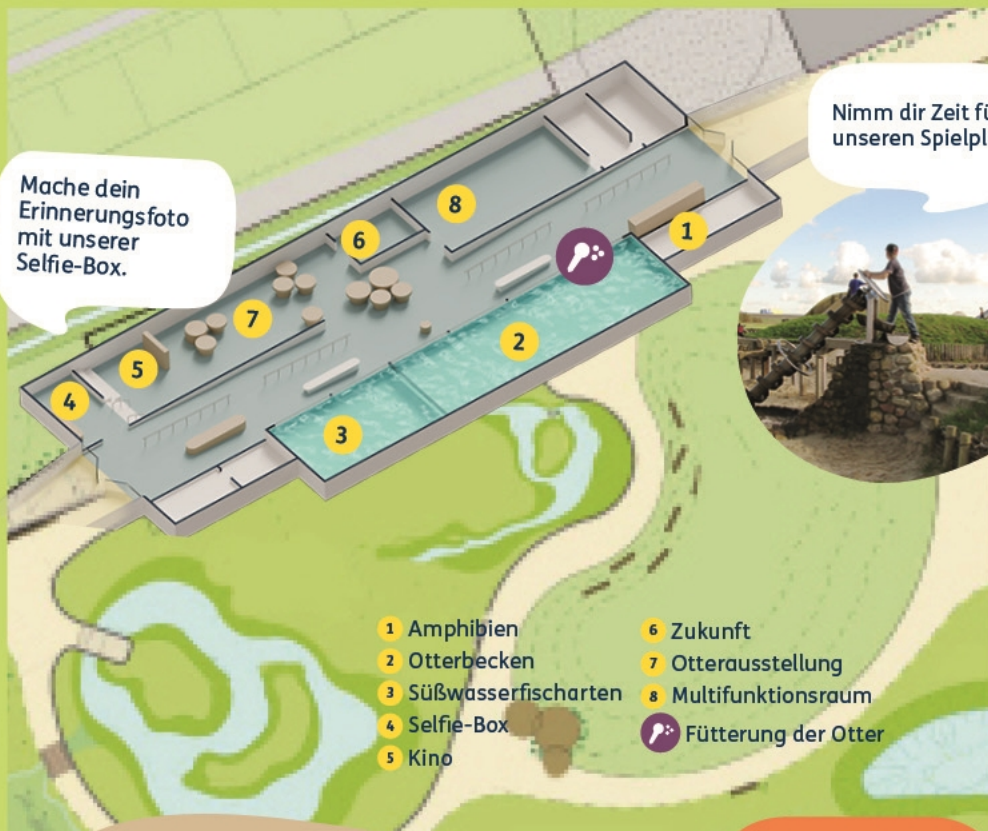 Mache dein
Erinnerungsfoto
mit unserer
Selfie-Box.
Nimm dir Zeit
unseren
8
6
1
7
2
5
4
3
1 Amphibien
2 Otterbecken
3 Süßwasserfischarten
4 Selfie-Box
5 Kino
6 Zukunft
7 Otterausstellung
8 Multifunktionsraum
Fütterung der Otter